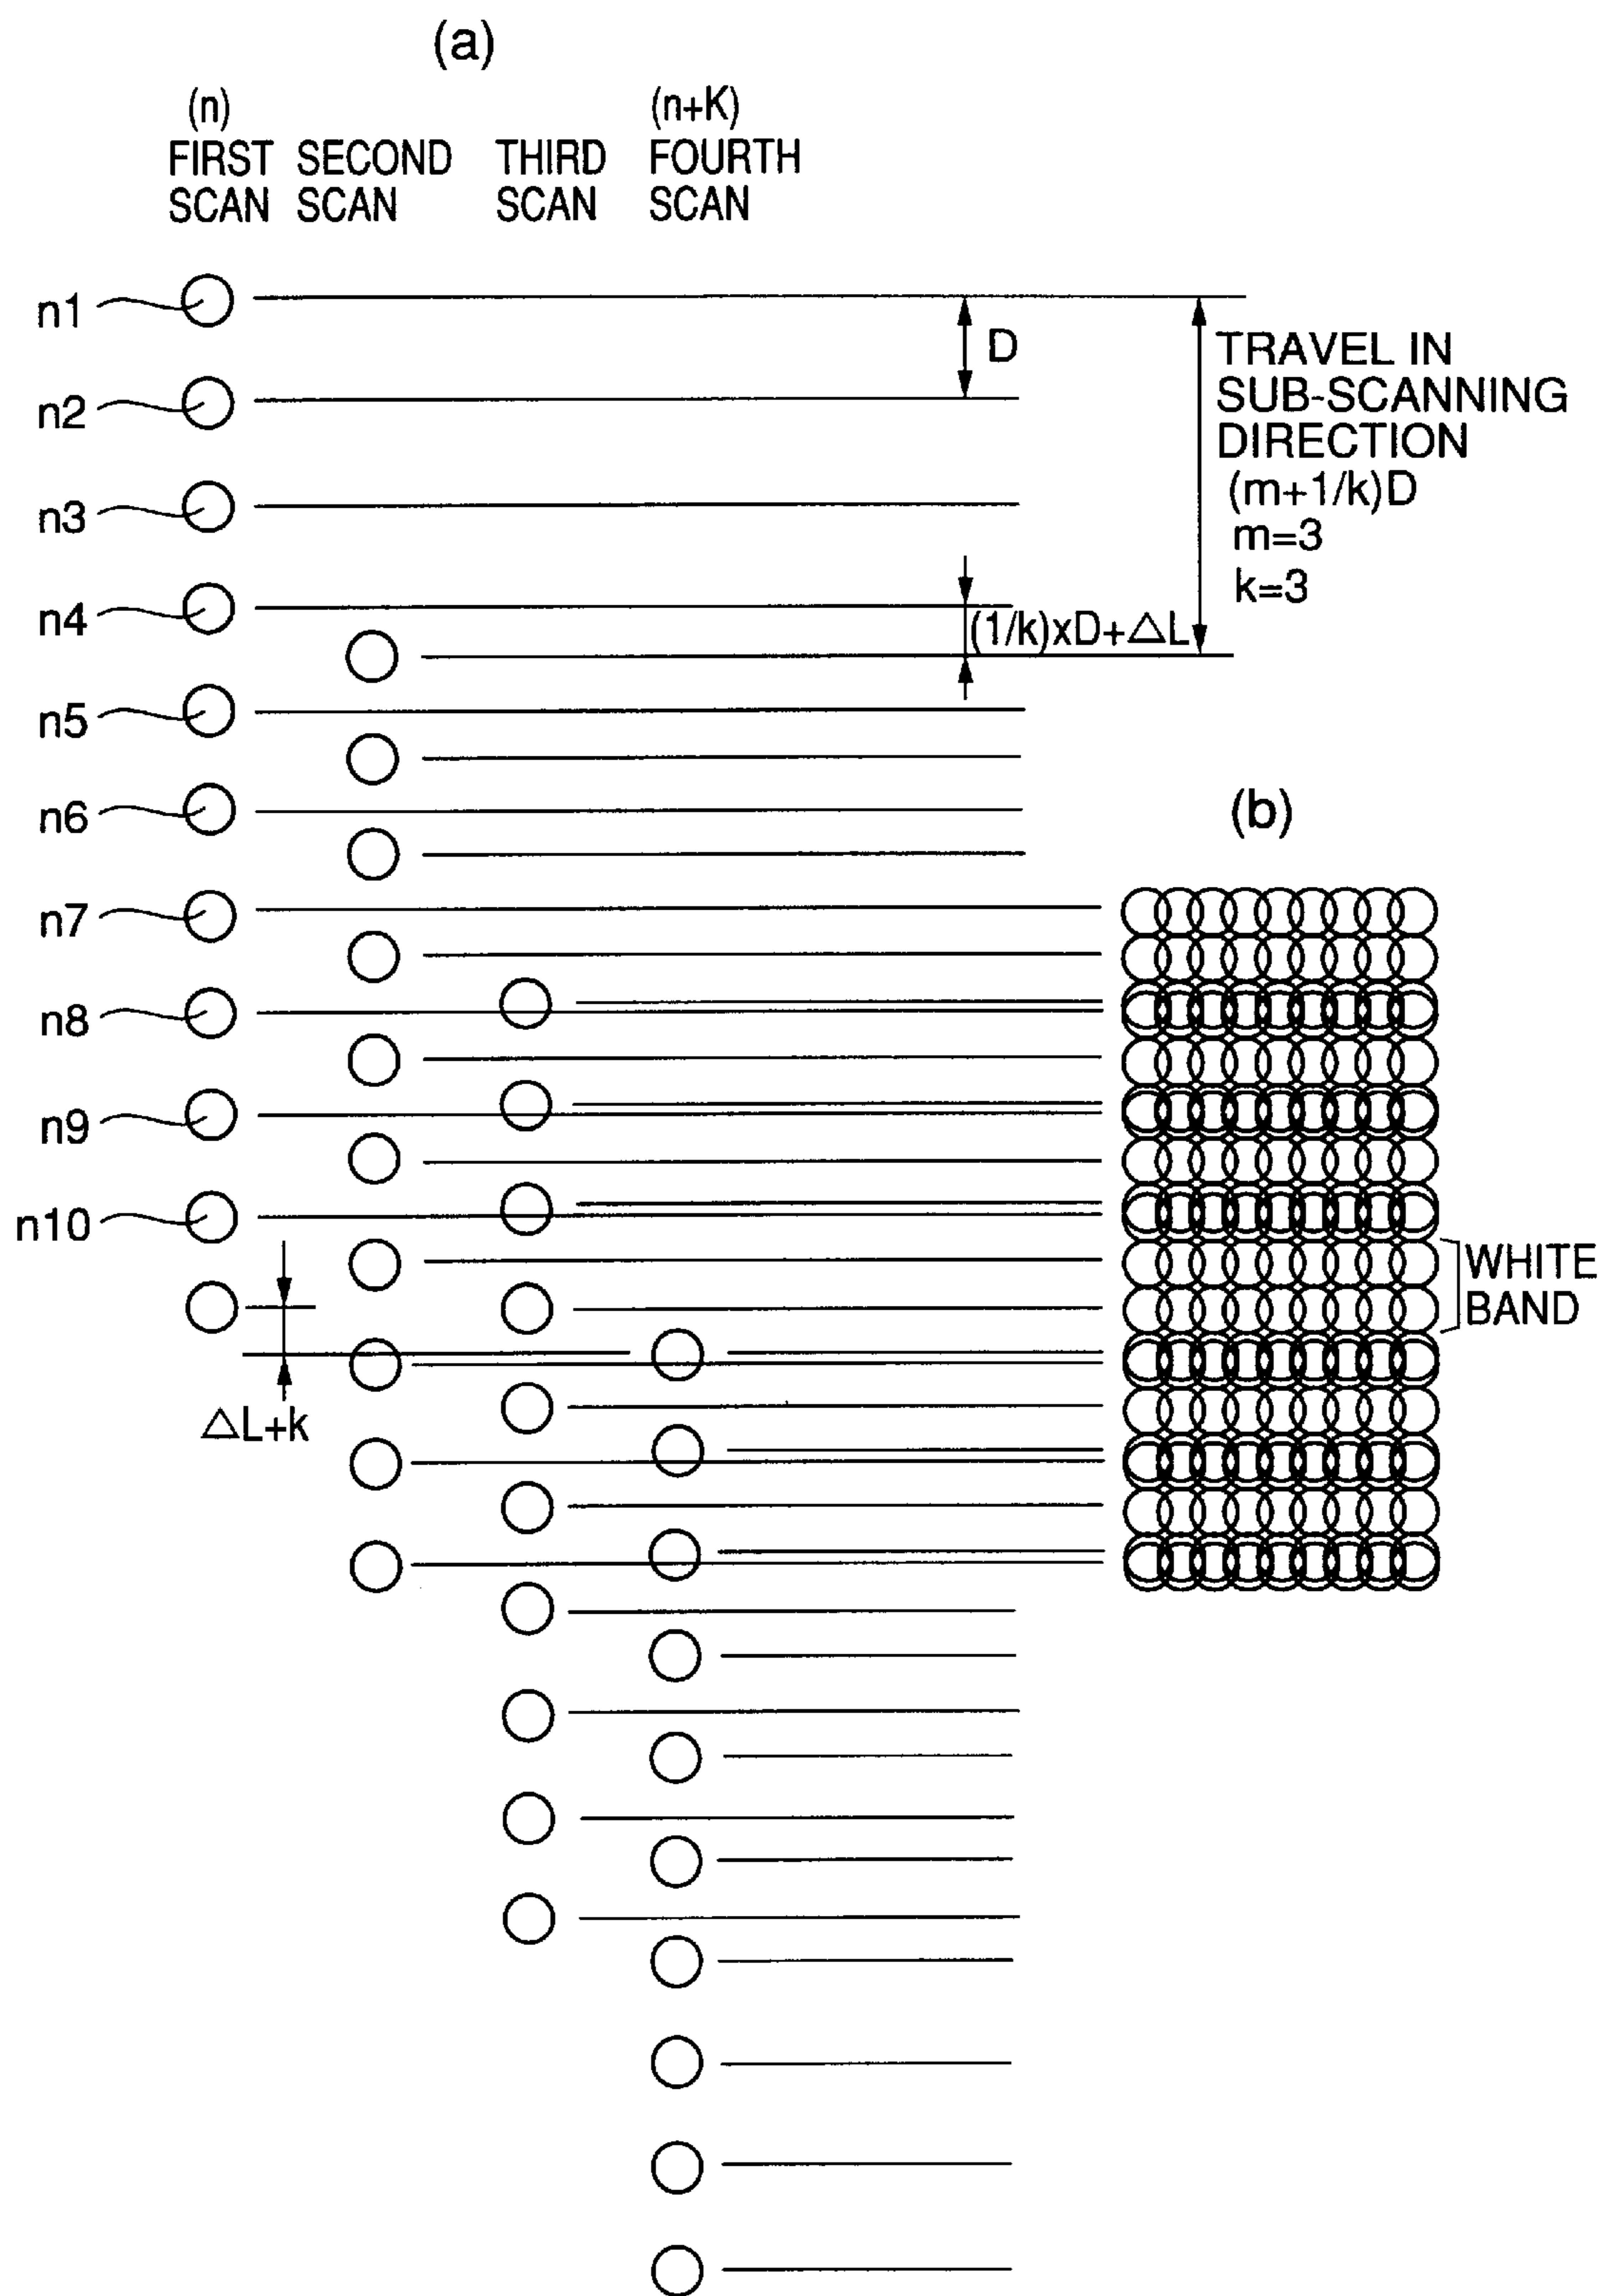 (a)
(n)
FIRST
SCAN
SECOND
SCAN
THIRD
SCAN
(n+K)
FOURTH
SCAN
n1
n2
n3
n4
n5
n6
n7
n8
n9
n10
D
TRAVEL IN
SUB-SCANNING
DIRECTION
(m+1/k)D
m=3
k=3
(1/k)xD+△L
(b)
WHITE
BAND
△L+k